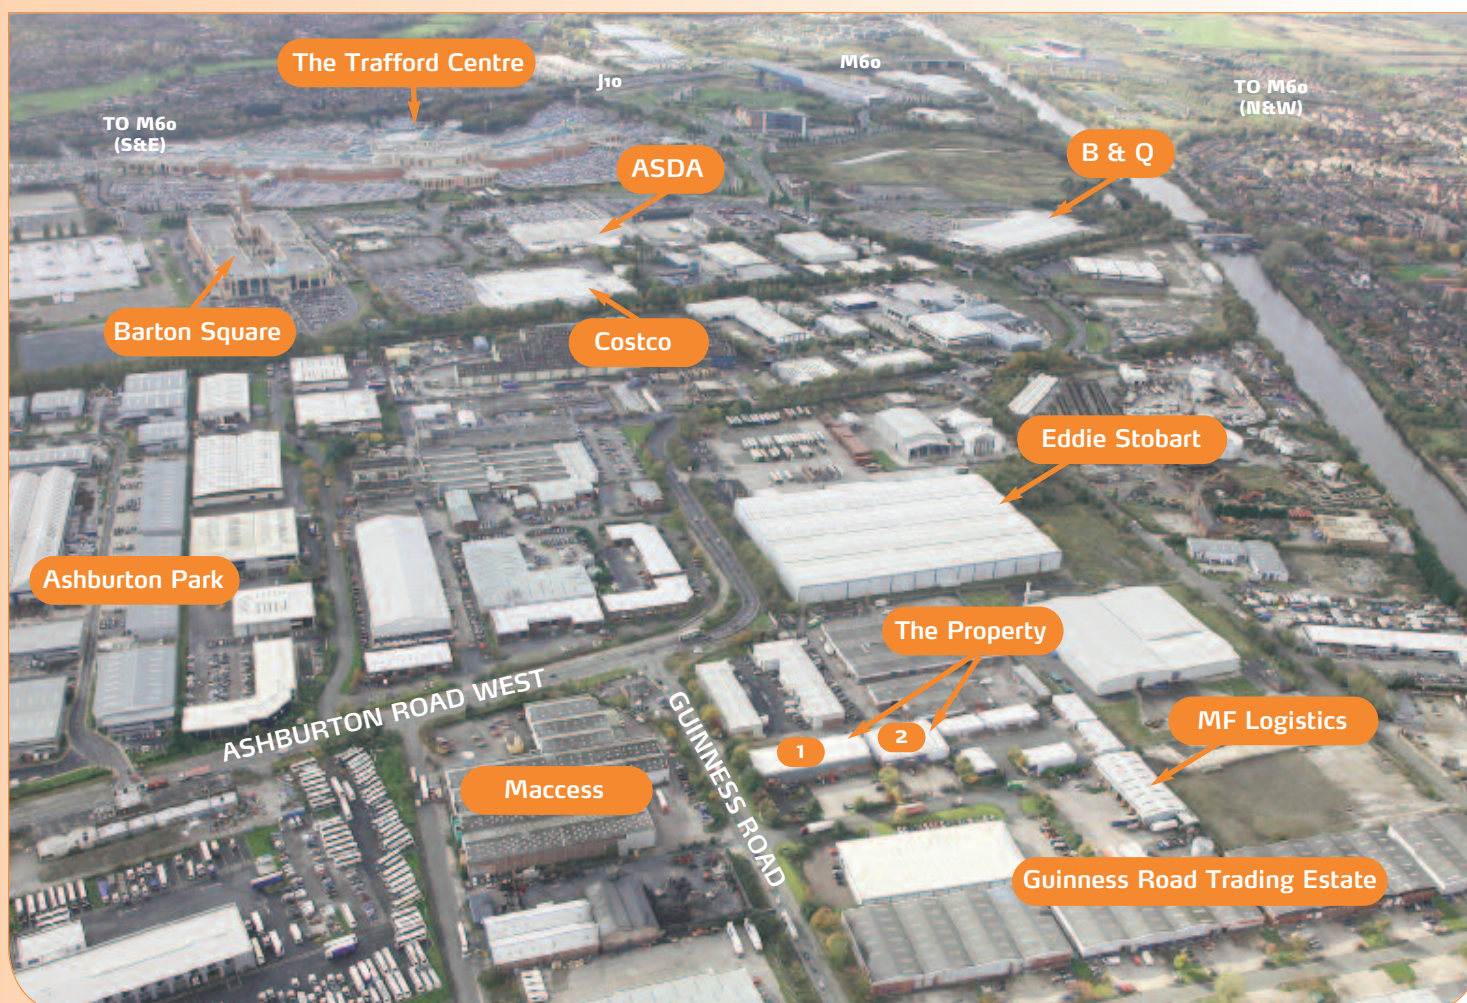 The Trafford Centre
J10
M60
TO M60
(N&W)
TO M60
(S&E)
ASDA
B & Q
Barton Square
Costco
Eddie Stobart
Ashburton Park
The Property
ASHBURTON ROAD WEST
GUINNESS ROAD
MF Logistics
1
2
Maccess
Guinness Road Trading Estate